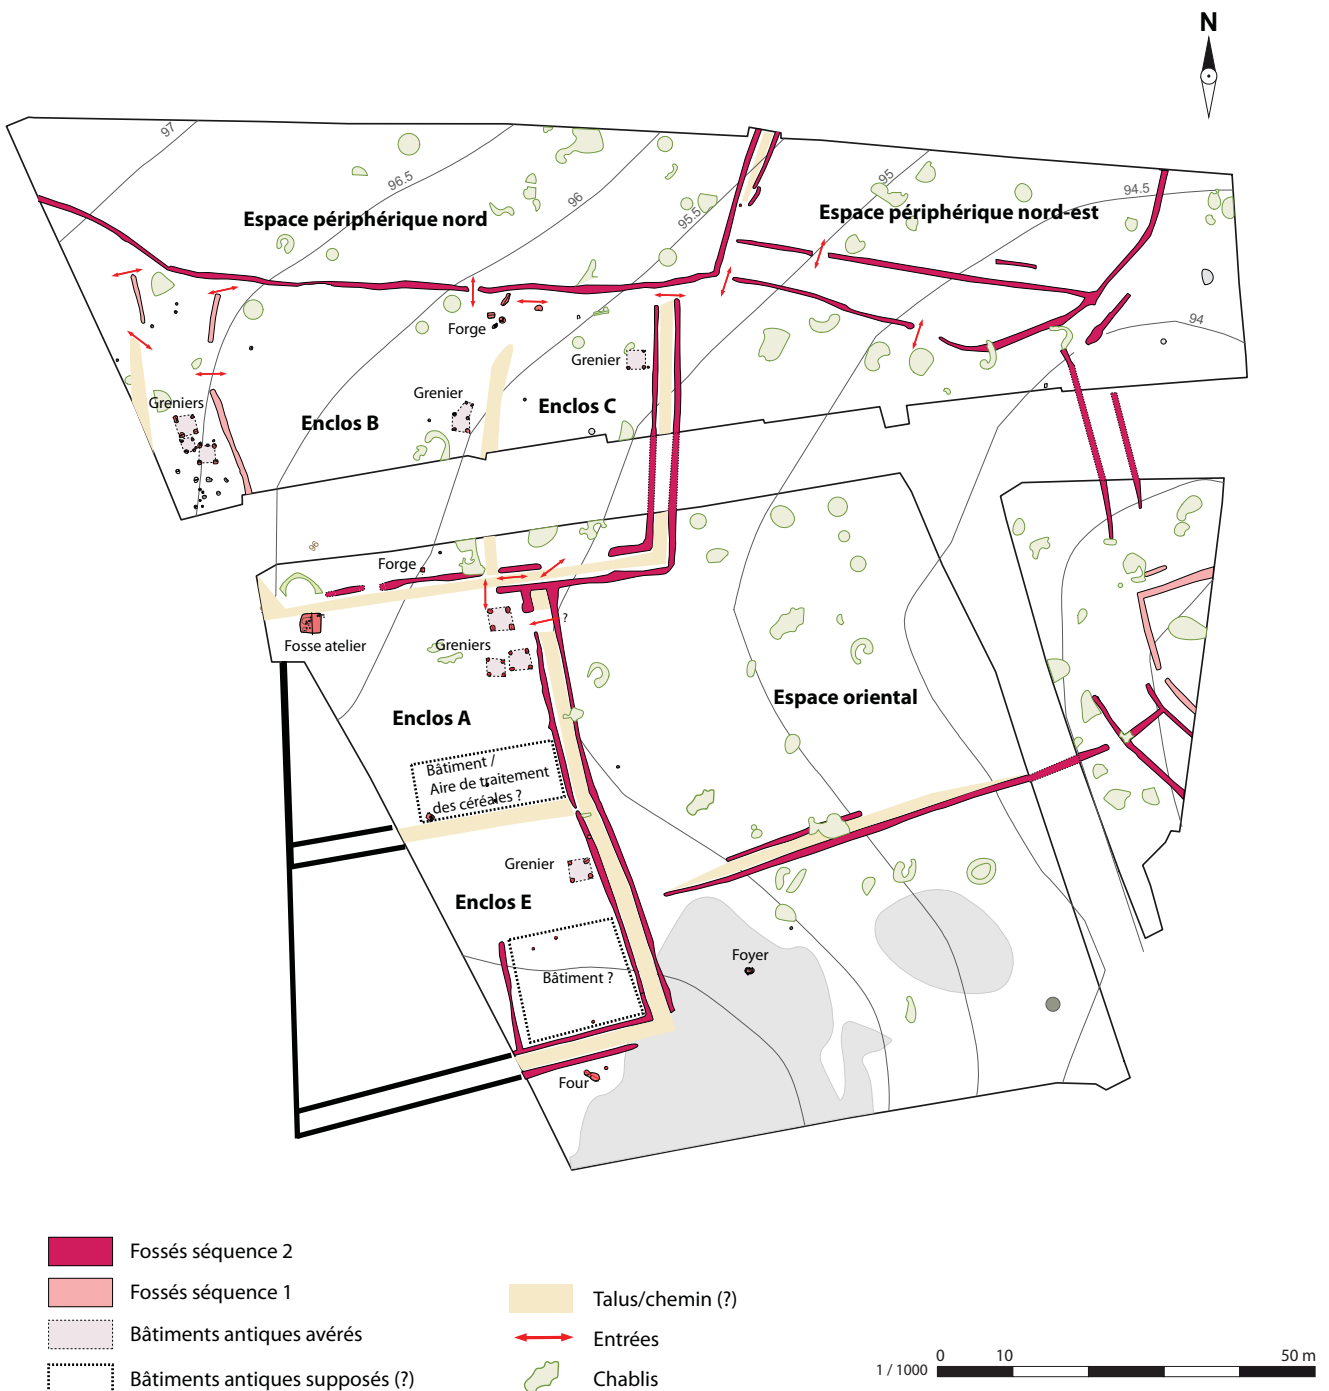 N
97
96.5
96
95.5
95
94.5
94
Espace périphérique nord
Espace périphérique nord-est
Forge
Grenier
Grenier
Greniers
Enclos B
Enclos C
96
Forge
Fosse atelier
Greniers
?
Enclos A
Espace oriental
Bâtiment /
Aire de traitement
des céréales ?
Grenier
Enclos E
Bâtiment ?
Foyer
Four
Fossés séquence 2
Fossés séquence 1
Bâtiments antiques avérés
Bâtiments antiques supposés (?)
Talus/chemin (?)
Entrées
Chablis
1 / 1000
0 10 50 m